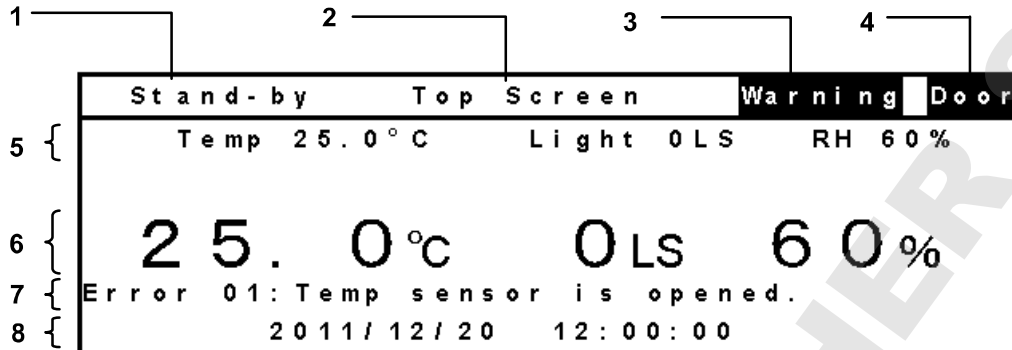 1 2 3 4
Stand-by Top Screen Warning Door
5 Temp 25.0°C Light 0LS RH 60%
6 25.0°C 0LS 60%
7 Error 01:Temp sensor is opened.
8 2011/12/20 12:00:00